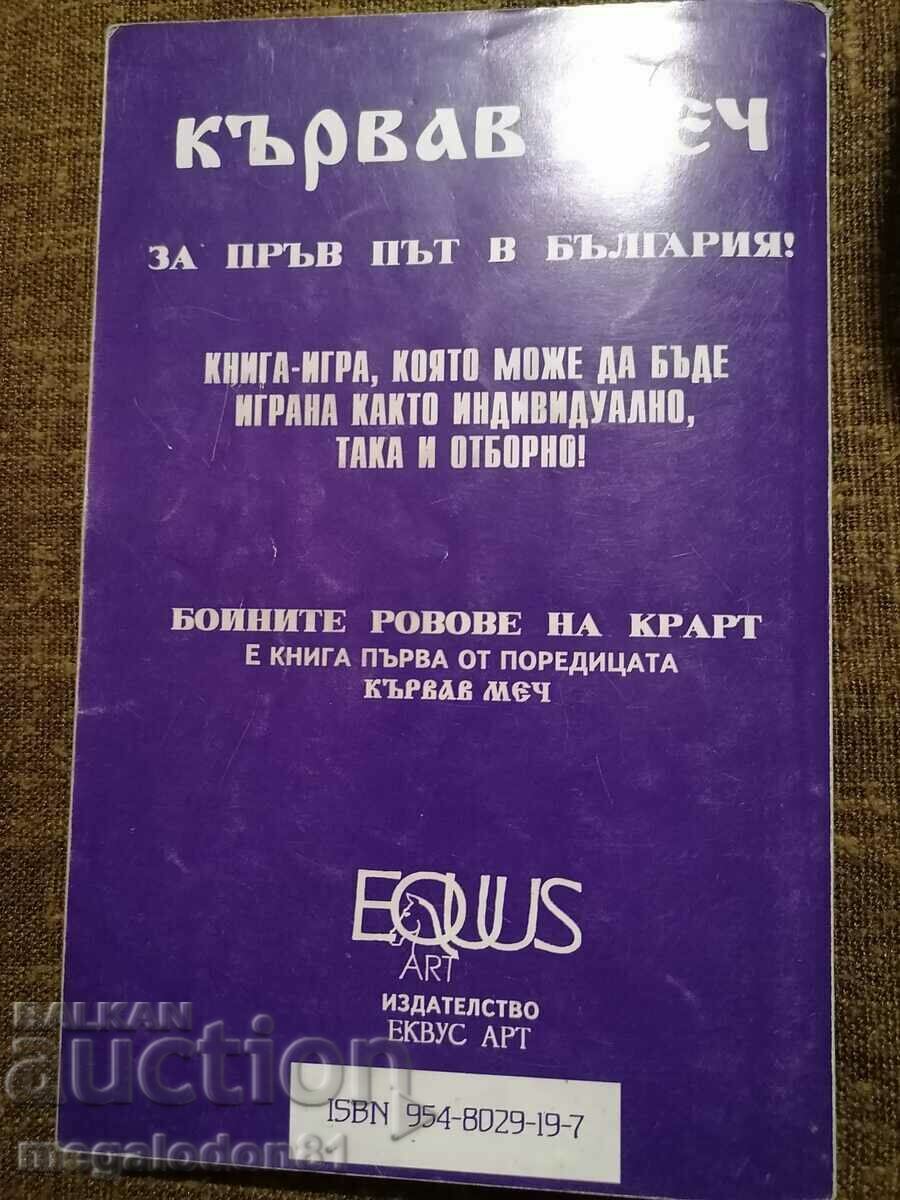 кървав меч
ЗА ПРЪВ ПЪТ В БЪЛГАРИЯ!
КНИГА-ИГРА, КОЯТО МОЖЕ ДА БЪДЕ
ИГРАНА КАКТО ИНДИВИДУАЛНО,
ТАКА И ОТБОРНО!
БОЙНИТЕ РОВОВЕ НА КРАРТ
Е КНИГА ПЪРВА ОТ ПОРЕДИЦАТА
КЪРВАВ МЕЧ
EQUUS
ART
ИЗДАТЕЛСТВО
ЕКВУС АРТ
ISBN 954-8029-19-7
BALKAN
auction
megalodon81